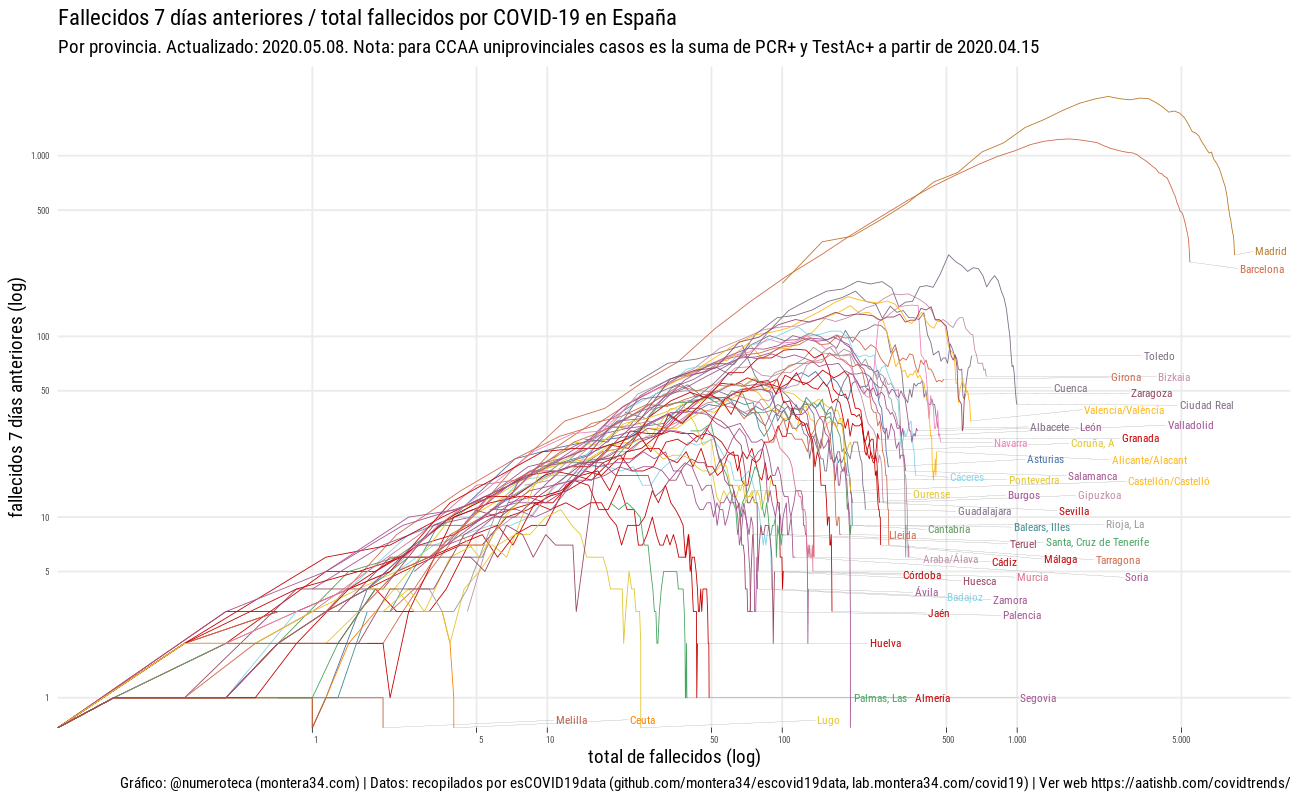 Fallecidos 7 días anteriores / total fallecidos por COVID-19 en España
Por provincia. Actualizado: 2020.05.08. Nota: para CCAA uniprovinciales casos es la suma de PCR+ y TestAc+ a partir de 2020.04.15
fallecidos 7 días anteriores (log)
1.000
500
100
50
10
5
1
Madrid
Barcelona
Toledo
Girona
Bizkaia
Cuenca
Zaragoza
Ciudad Real
Valencia/València
Albacete
León
Valladolid
Navarra
Coruña, A
Granada
Asturias
Alicante/Alacant
Cáceres
Pontevedra
Salamanca
Castellón/Castelló
Ourense
Burgos
Gipuzkoa
Guadalajara
Sevilla
Cantabria
Balears, Illes
Rioja, La
Lleida
Teruel
Santa, Cruz de Tenerife
Araba/Álava
Cádiz
Málaga
Tarragona
Córdoba
Huesca
Murcia
Soria
Ávila
Badajoz
Zamora
Jaén
Palencia
Huelva
Palmas, Las
Almería
Segovia
Melilla
Ceuta
Lugo
1
5
10
50
100
500
1.000
5.000
total de fallecidos (log)
Gráfico: @numeroteca (montera34.com) | Datos: recopilados por esCOVID19data (github.com/montera34/escovid19data, lab.montera34.com/covid19) | Ver web https://aatishb.com/covidtrends/